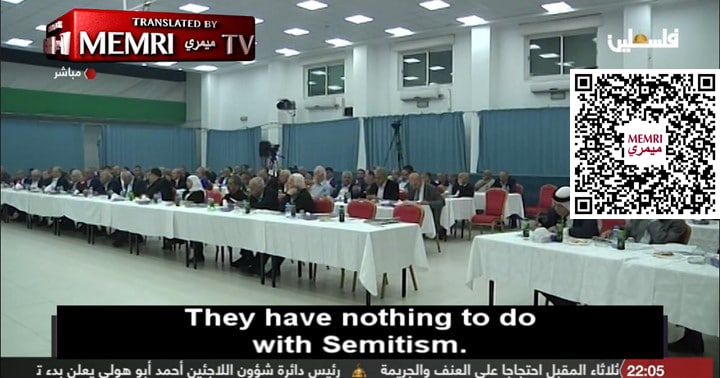 TRANSLATED BY
MEMRI ميمري TV
مباشر
فلسطين
MEMRI
ميمري
They have nothing to do
with Semitism.
ثلاثاء المقبل احتجاجا على العنف والجريمة رئيس دائرة شؤون اللاجئين أحمد أبو هولي يعلن بدء ت
22:05